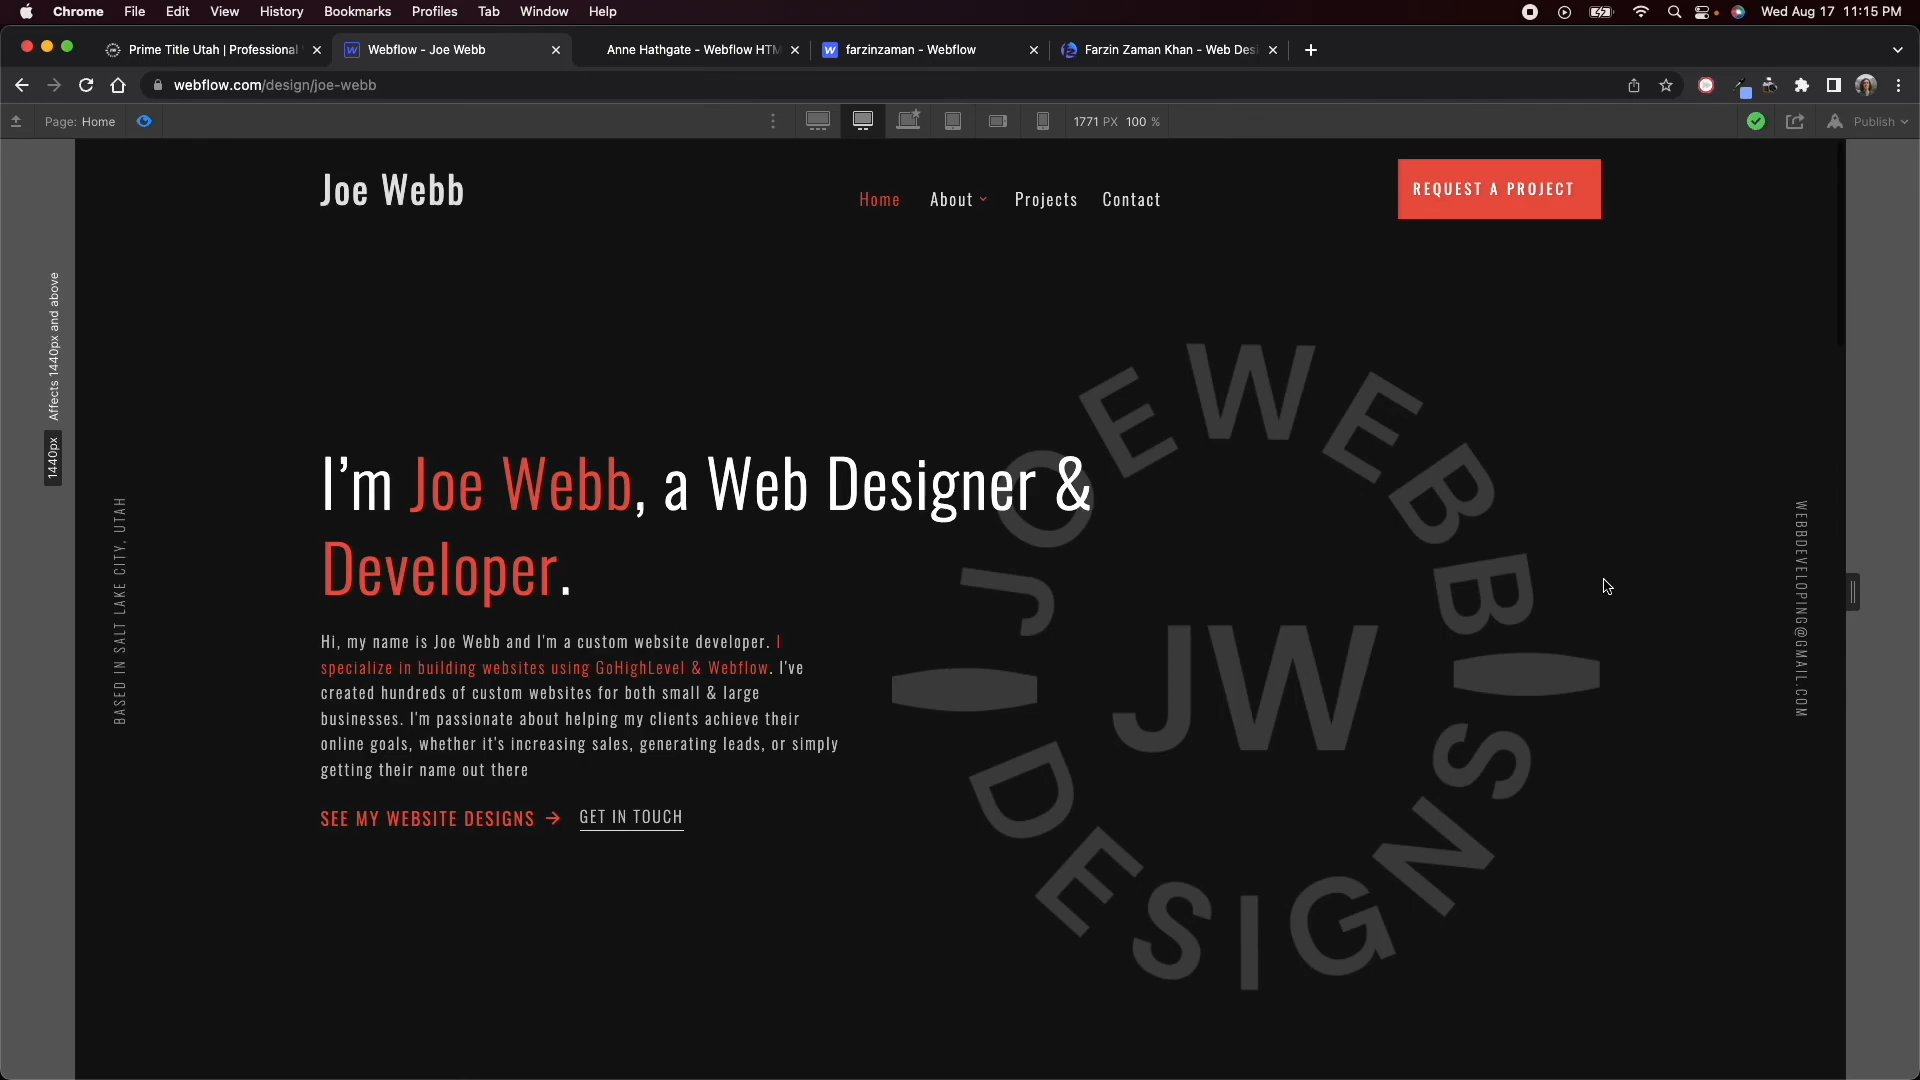 Chrome File Edit View History Bookmarks Profiles Tab Window Help Wed Aug 17 11:15 PM
Prime Title Utah | Professional Webflow - Joe Webb Anne Hathgate - Webflow HTM farzinzaman - Webflow Farzin Zaman Khan - Web Desi
webflow.com/design/joe-webb
Page: Home 1771 PX 100 % Publish
Joe Webb
Home About Projects Contact
REQUEST A PROJECT
Affects 1440px and above
1440px
BASED IN SALT LAKE CITY, UTAH
I'm Joe Webb, a Web Designer &
Developer.
Hi, my name is Joe Webb and I'm a custom website developer. I
specialize in building websites using GoHighLevel & Webflow. I've
created hundreds of custom websites for both small & large
businesses. I'm passionate about helping my clients achieve their
online goals, whether it's increasing sales, generating leads, or simply
getting their name out there
SEE MY WEBSITE DESIGNS → GET IN TOUCH
JOEWEBB
JW
DESIGNS
WEBBDEVELOPING@GMAIL.COM